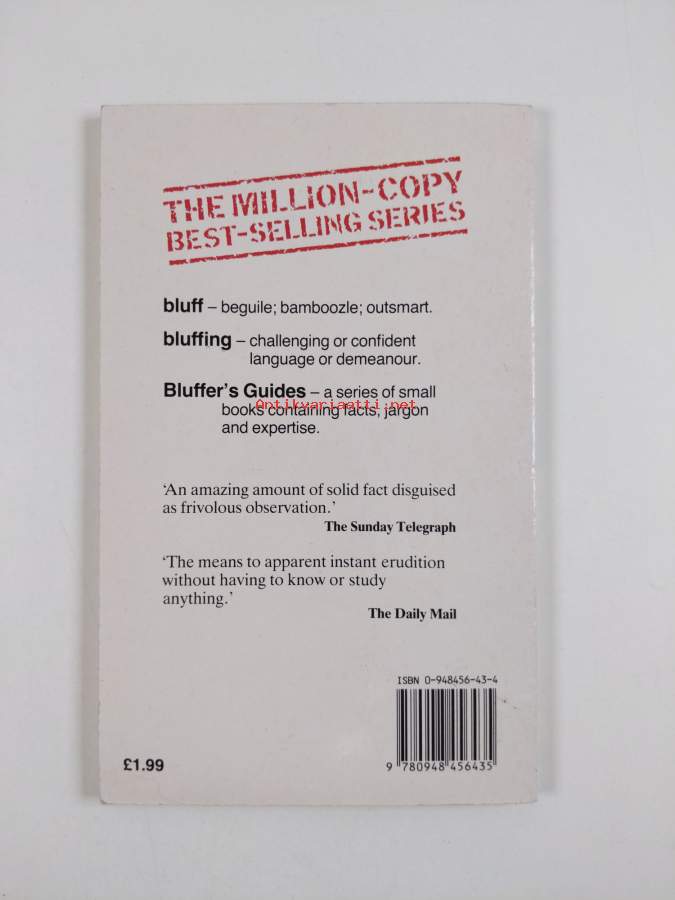 THE MILLION-COPY
BEST-SELLING SERIES
bluff – beguile; bamboozle; outsmart.
bluffing – challenging or confident
language or demeanour.
Bluffer's Guides – a series of small
books containing facts, jargon
Antikvariaatti.net
and expertise.
'An amazing amount of solid fact disguised
as frivolous observation.'
The Sunday Telegraph
'The means to apparent instant erudition
without having to know or study
anything.'
The Daily Mail
ISBN 0-948456-43-4
£1.99
9 780948 456435